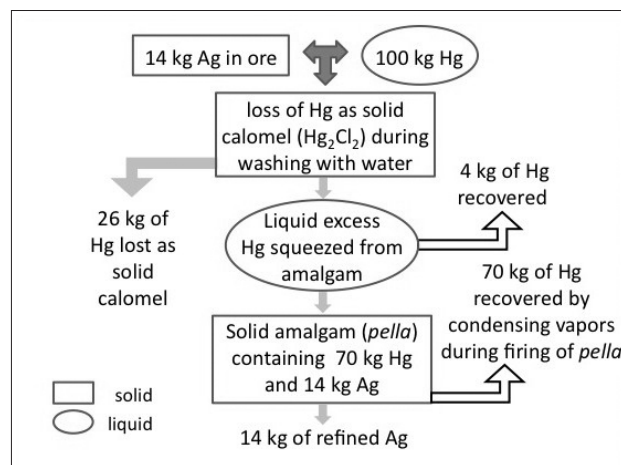 14 kg Ag in ore
100 kg Hg
loss of Hg as solid
calomel (Hg₂Cl₂) during
washing with water
4 kg of Hg
recovered
26 kg of
Hg lost as
solid
calomel
Liquid excess
Hg squeezed from
amalgam
70 kg of Hg
recovered by
condensing vapors
during firing of pella
Solid amalgam (pella)
containing 70 kg Hg
and 14 kg Ag
solid
liquid
14 kg of refined Ag